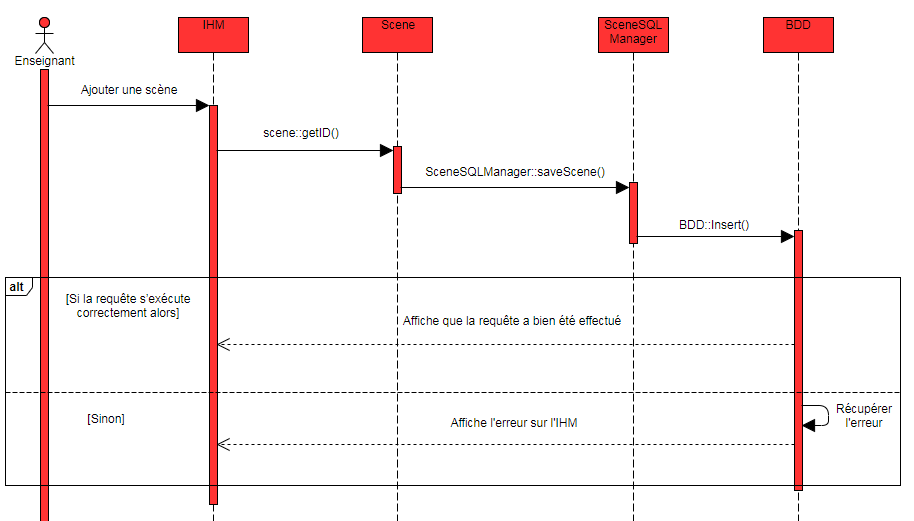 IHM
Scene
SceneSQL
Manager
BDD
Enseignant
Ajouter une scène
scene::getID()
SceneSQLManager::saveScene()
BDD::Insert()
alt
[Si la requête s'exécute
correctement alors]
Affiche que la requête a bien été effectué
[Sinon]
Affiche l'erreur sur l'IHM
Récupérer
l'erreur